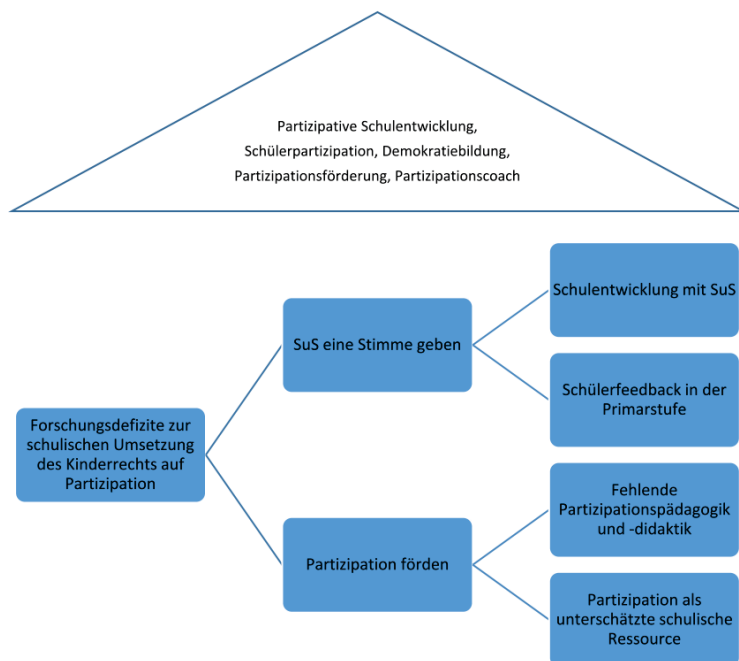 Partizipative Schulentwicklung,
Schülerpartizipation, Demokratiebildung,
Partizipationsförderung, Partizipationscoach
Forschungsdefizite zur
schulischen Umsetzung
des Kinderrechts auf
Partizipation
SuS eine Stimme geben
Schulentwicklung mit SuS
Schülerfeedback in der
Primarstufe
Partizipation förden
Fehlende
Partizipationspädagogik
und -didaktik
Partizipation als
unterschätzte schulische
Ressource